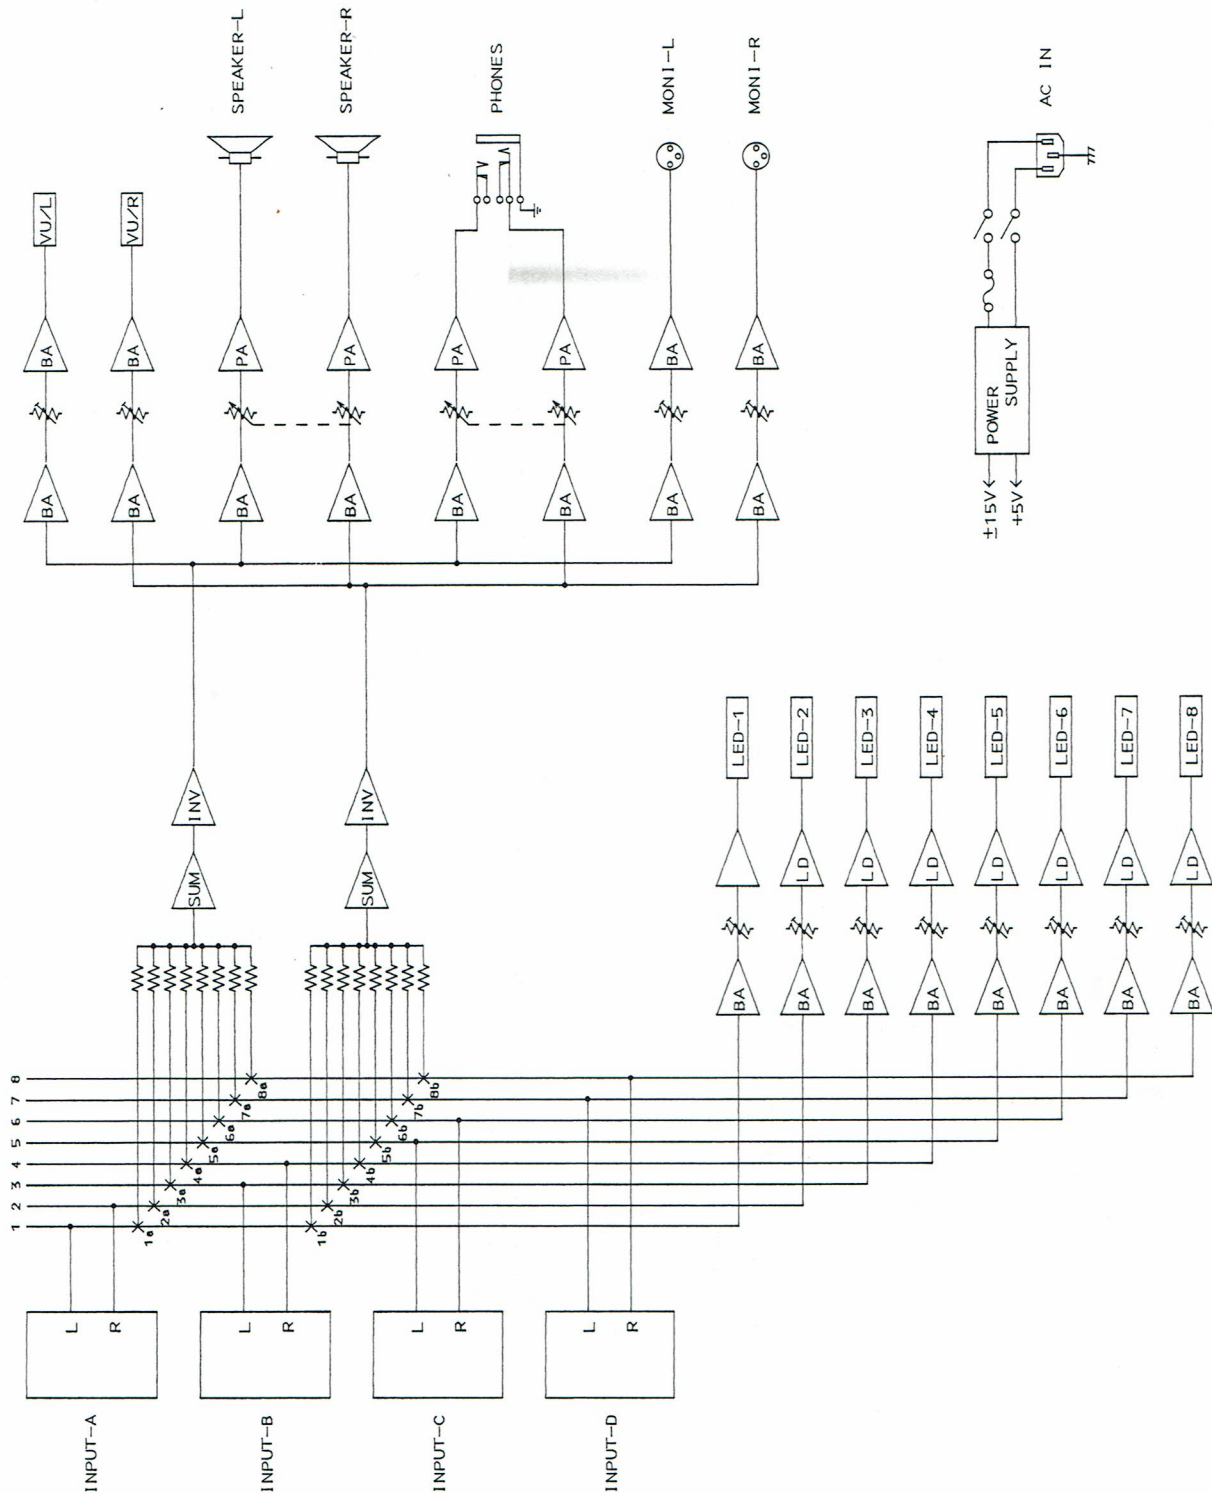 INPUT-A
L
R
INPUT-B
L
R
INPUT-C
L
R
INPUT-D
L
R
1
2
3
4
5
6
7
8
1a
2a
3a
4a
5a
6a
7a
8a
1b
2b
3b
4b
5b
6b
7b
8b
SUM
INV
SUM
INV
BA
BA
VU/L
BA
BA
VU/R
BA
PA
SPEAKER-L
BA
PA
SPEAKER-R
BA
PA
BA
PA
PHONES
BA
BA
MONI-L
BA
BA
MONI-R
BA
LED-1
BA
LD
LED-2
BA
LD
LED-3
BA
LD
LED-4
BA
LD
LED-5
BA
LD
LED-6
BA
LD
LED-7
BA
LD
LED-8
±15V
+5V
POWER
SUPPLY
AC IN